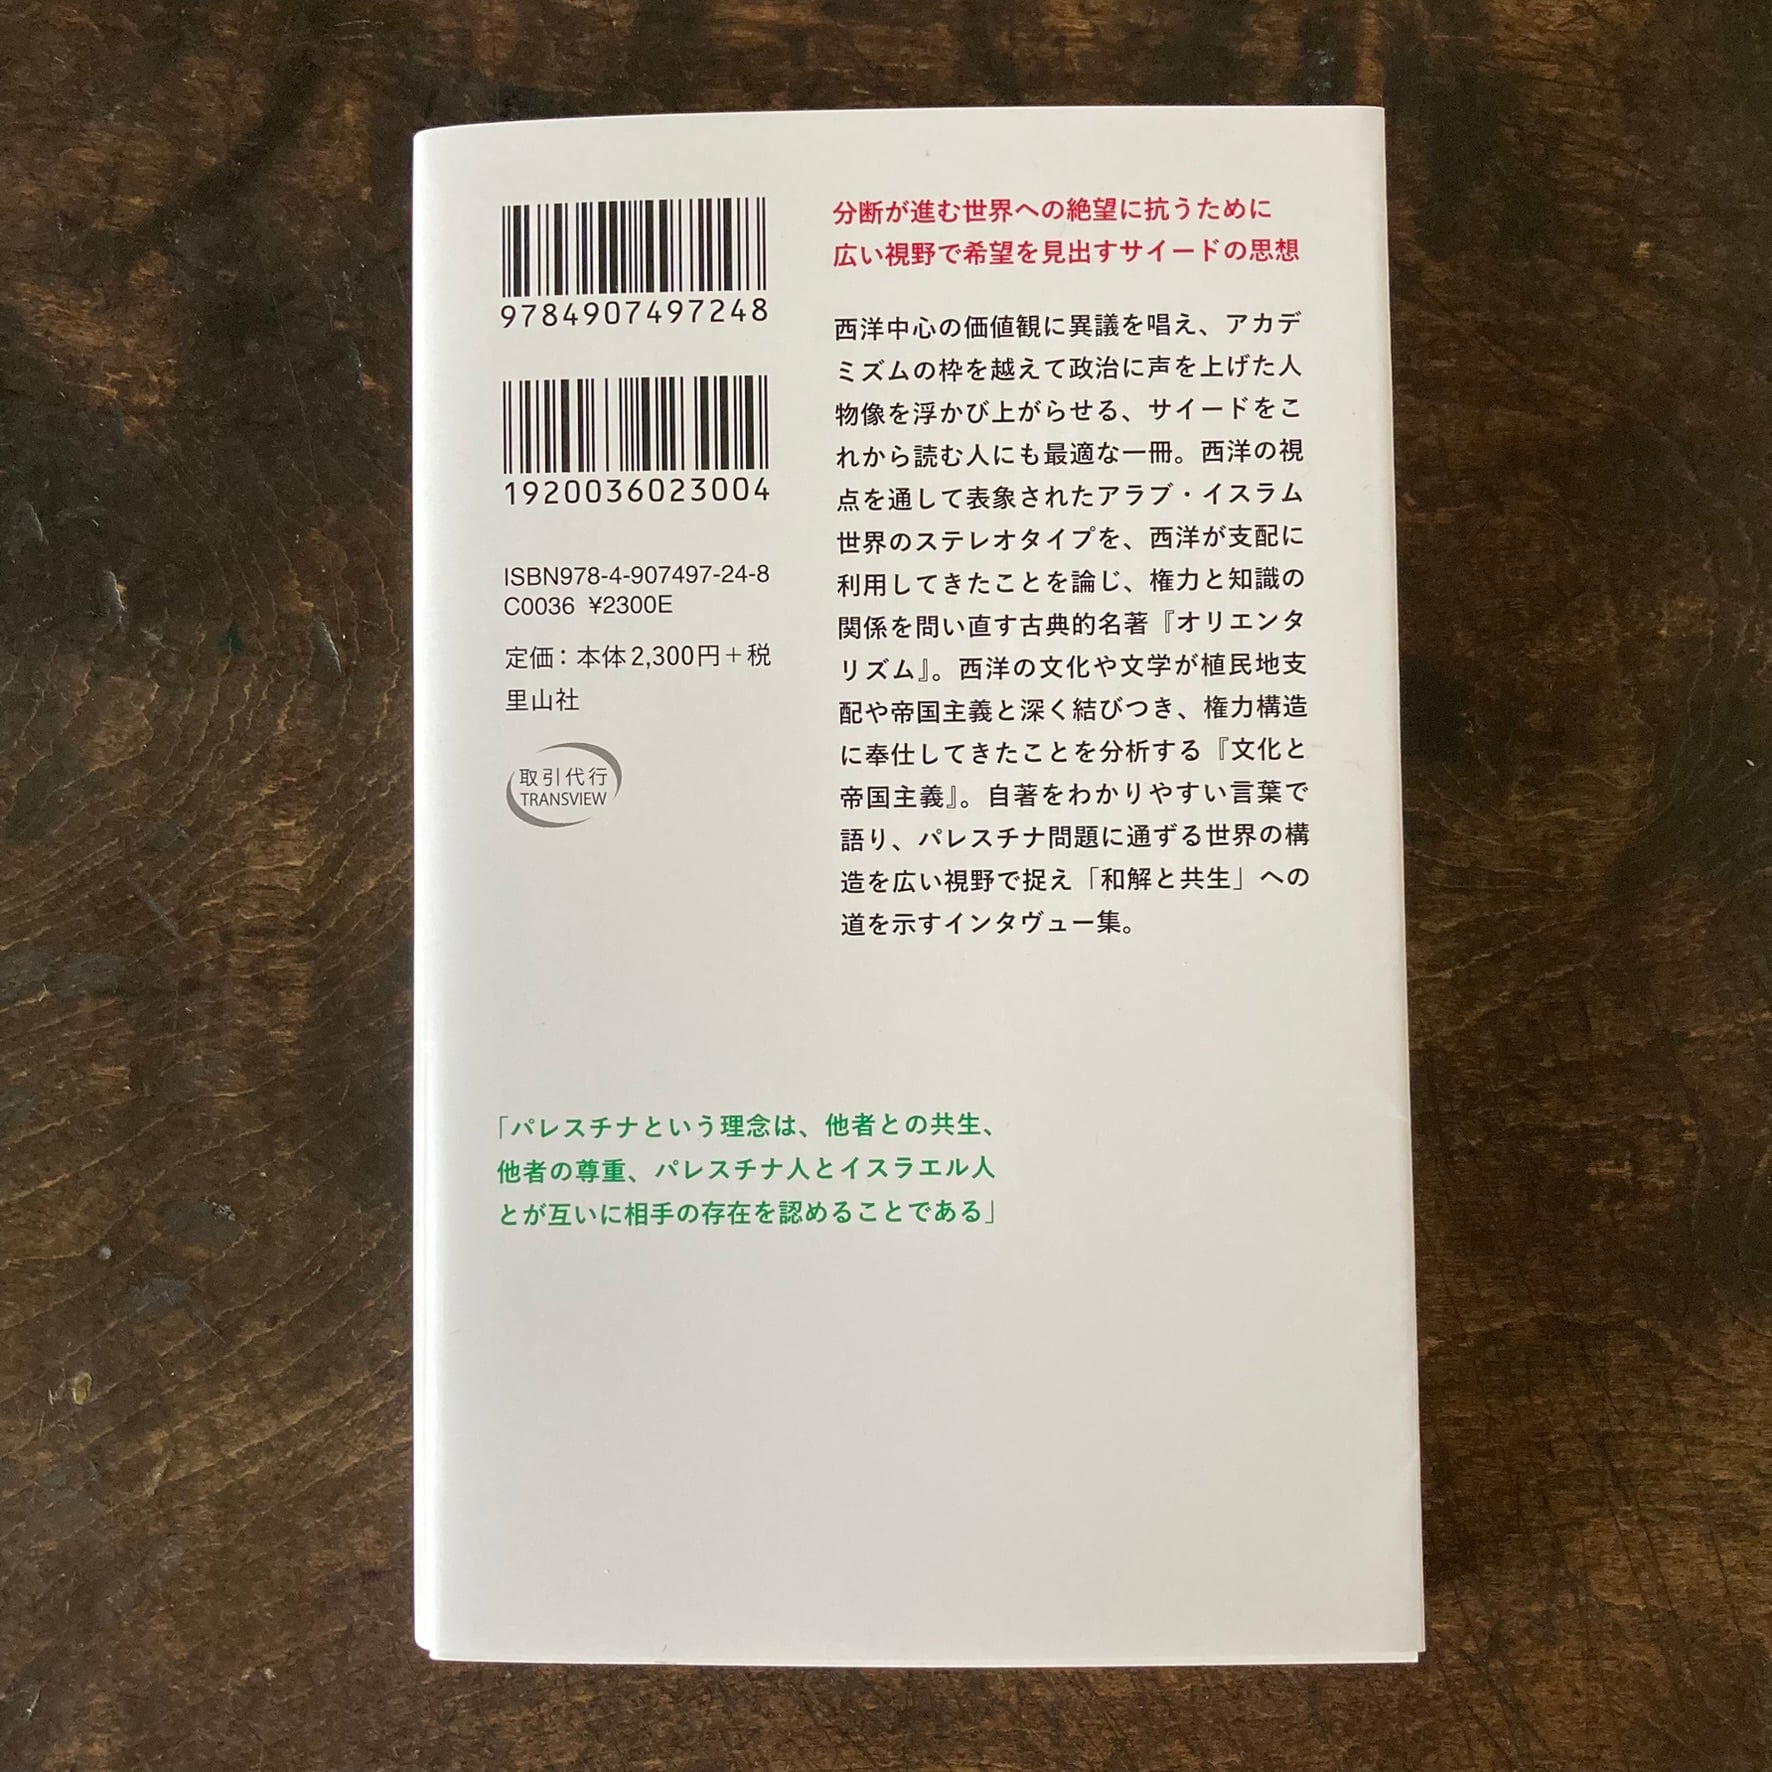 9784907497248
1920036023004
ISBN978-4-907497-24-8
C0036 ¥2300E
定価：本体2,300円＋税
里山社
取引代行
TRANSVIEW
分断が進む世界への絶望に抗うために
広い視野で希望を見出すサイードの思想
西洋中心の価値観に異議を唱え、アカデ
ミズムの枠を越えて政治に声を上げた人
物像を浮かび上がらせる、サイードをこ
れから読む人にも最適な一冊。西洋の視
点を通して表象されたアラブ・イスラム
世界のステレオタイプを、西洋が支配に
利用してきたことを論じ、権力と知識の
関係を問い直す古典的名著『オリエンタ
リズム』。西洋の文化や文学が植民地支
配や帝国主義と深く結びつき、権力構造
に奉仕してきたことを分析する『文化と
帝国主義』。自著をわかりやすい言葉で
語り、パレスチナ問題に通ずる世界の構
造を広い視野で捉え「和解と共生」への
道を示すインタヴュー集。
「パレスチナという理念は、他者との共生、
他者の尊重、パレスチナ人とイスラエル人
とが互いに相手の存在を認めることである」